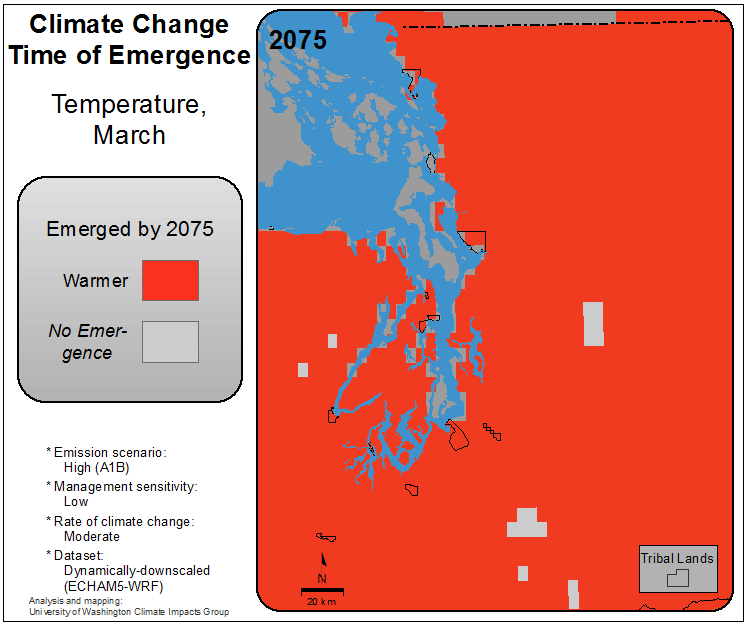 Climate Change
Time of Emergence
Temperature,
March
Emerged by 2075
Warmer
No Emer-
gence
* Emission scenario:
High (A1B)
* Management sensitivity:
Low
* Rate of climate change:
Moderate
* Dataset:
Dynamically-downscaled
(ECHAM5-WRF)
Analysis and mapping:
University of Washington Climate Impacts Group
2075
N
20 km
Tribal Lands